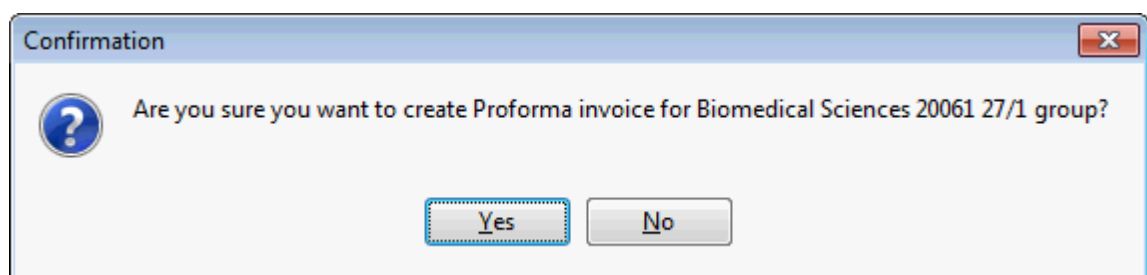 Confirmation
Are you sure you want to create Proforma invoice for Biomedical Sciences 20061 27/1 group?
Yes
No